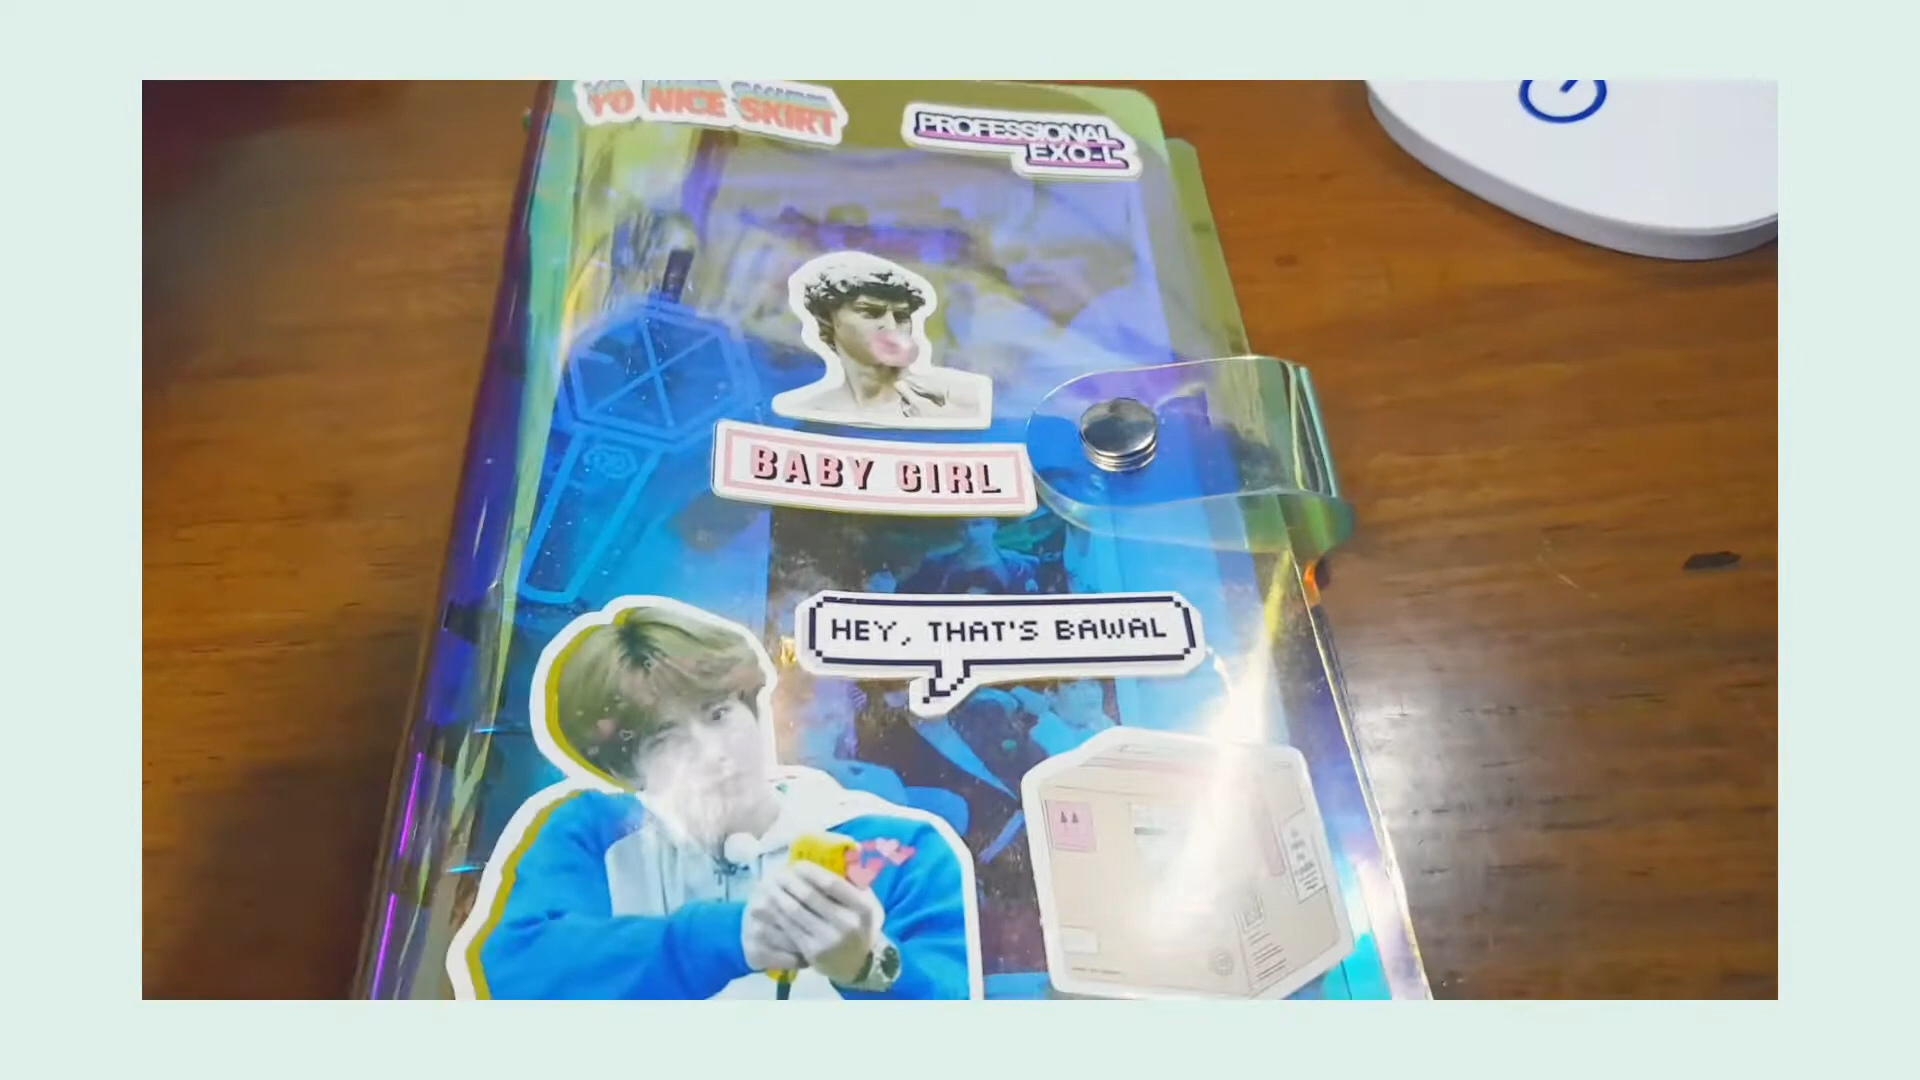 YO NICE SKIRT
PROFESSIONAL
EXO-L
BABY GIRL
HEY, THAT'S BAWAL